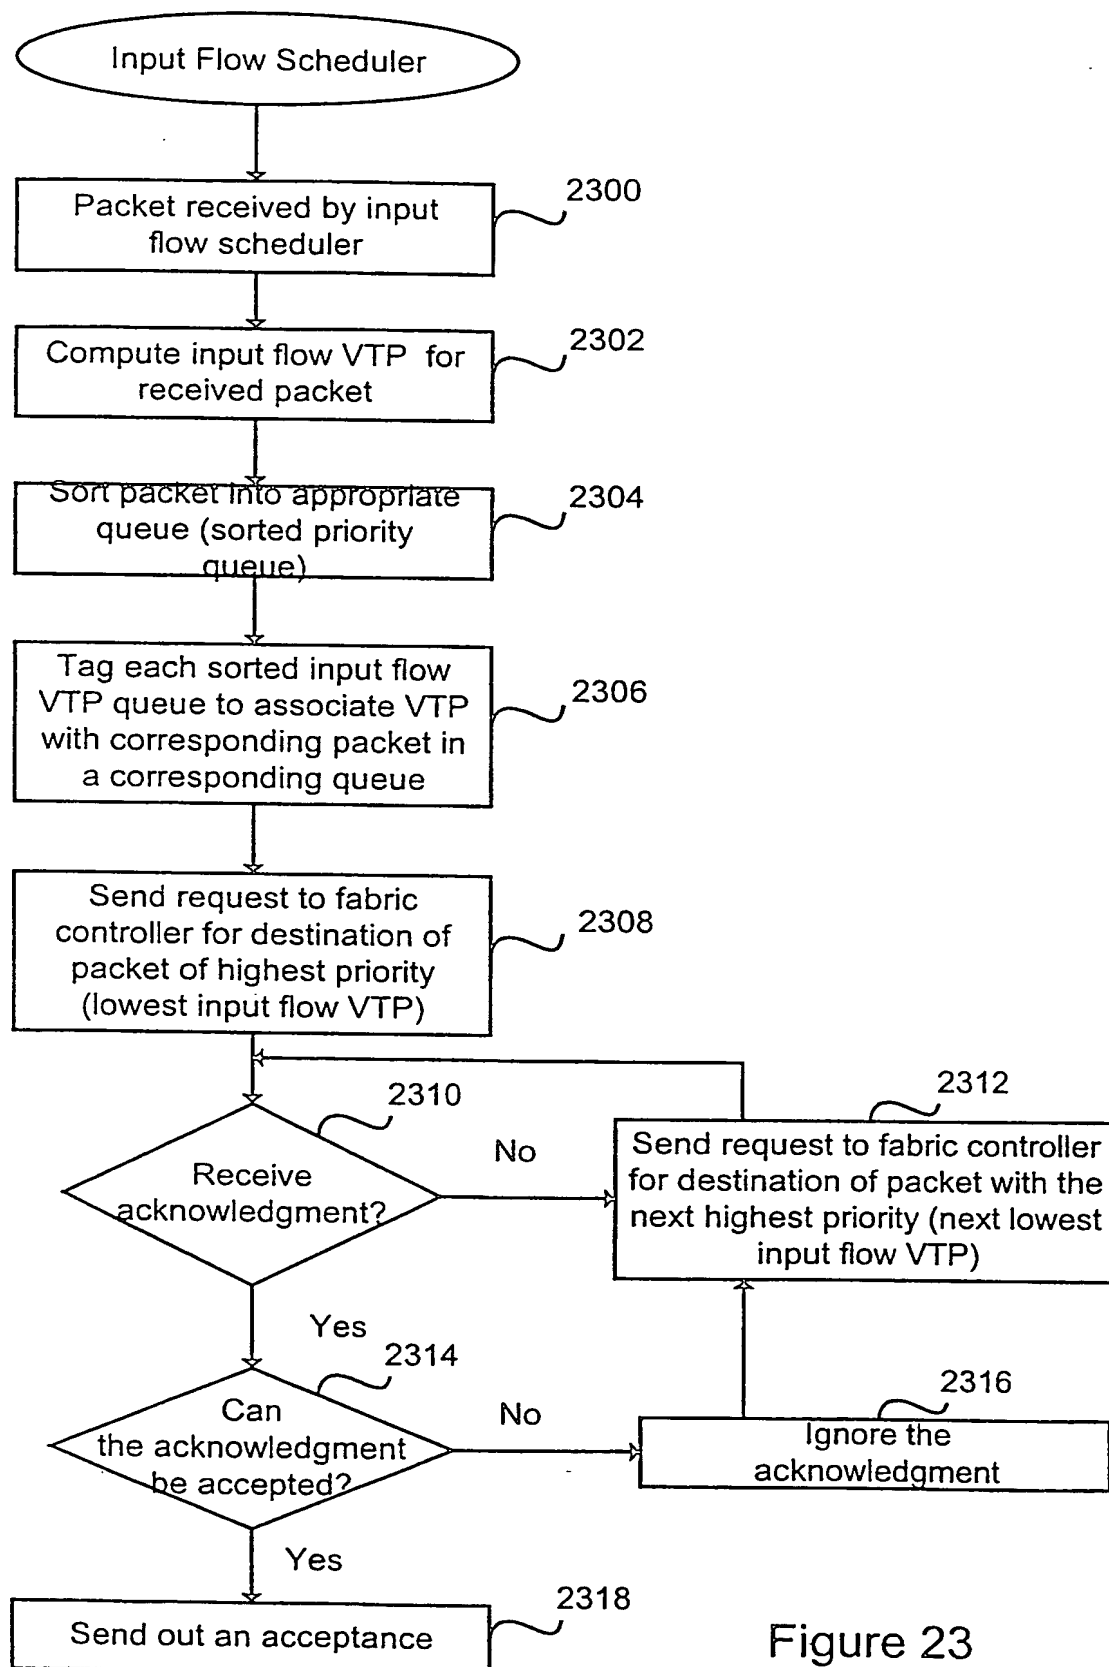 Input Flow Scheduler
Packet received by input
flow scheduler
2300
Compute input flow VTP for
received packet
2302
Sort packet into appropriate
queue (sorted priority
queue)
2304
Tag each sorted input flow
VTP queue to associate VTP
with corresponding packet in
a corresponding queue
2306
Send request to fabric
controller for destination of
packet of highest priority
(lowest input flow VTP)
2308
2310
Receive
acknowledgment?
No
2312
Send request to fabric controller
for destination of packet with the
next highest priority (next lowest
input flow VTP)
Yes
2314
Can
the acknowledgment
be accepted?
No
2316
Ignore the
acknowledgment
Yes
2318
Send out an acceptance
Figure 23